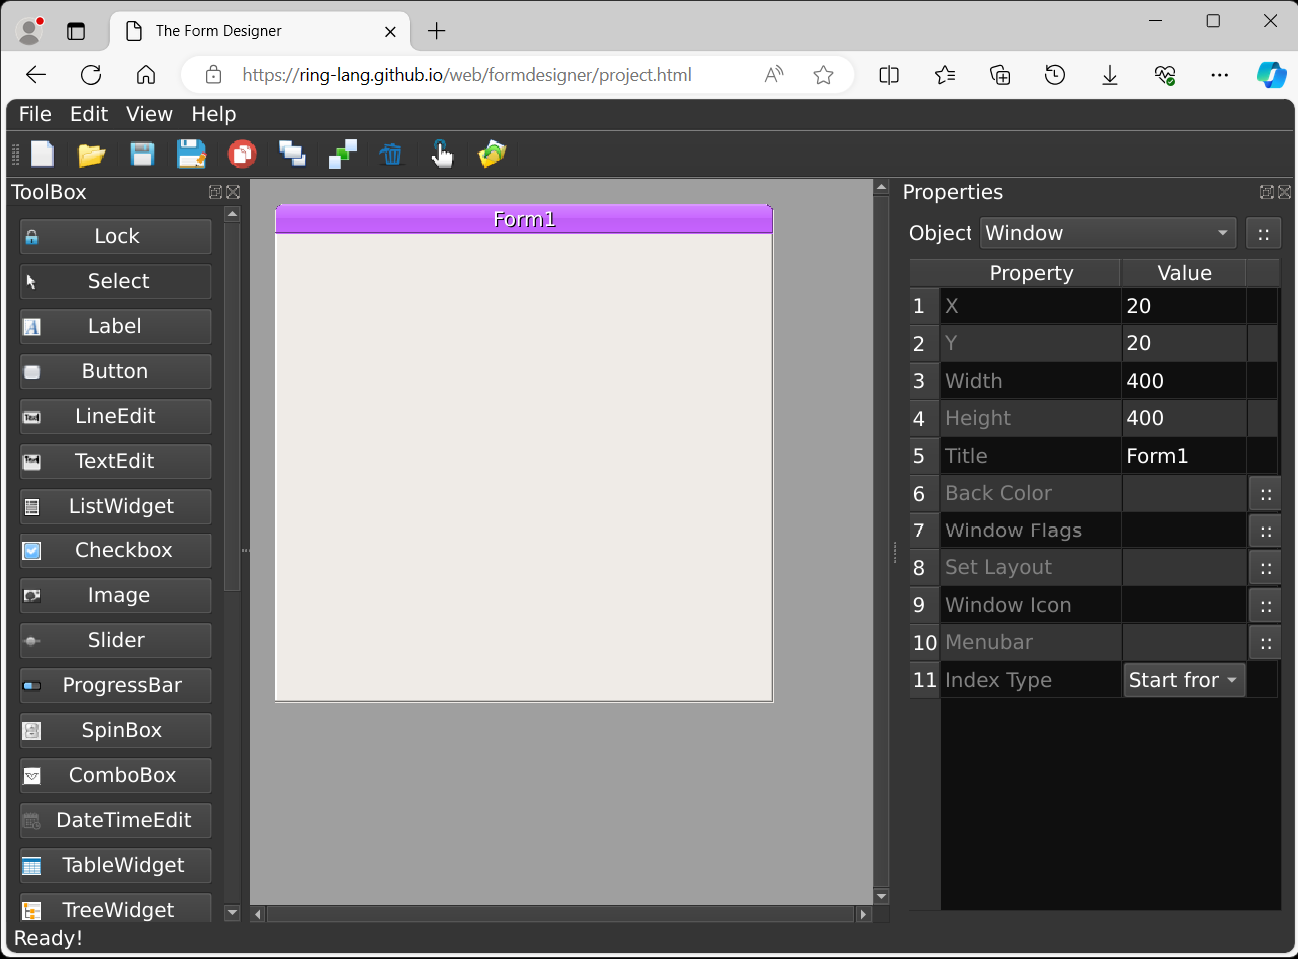 The Form Designer
https://ring-lang.github.io/web/formdesigner/project.html
File Edit View Help
ToolBox
Lock
Select
Label
Button
LineEdit
TextEdit
ListWidget
Checkbox
Image
Slider
ProgressBar
SpinBox
ComboBox
DateTimeEdit
TableWidget
TreeWidget
Form1
Properties
Object Window ::
Property Value
1 X 20
2 Y 20
3 Width 400
4 Height 400
5 Title Form1
6 Back Color ::
7 Window Flags ::
8 Set Layout ::
9 Window Icon ::
10 Menubar ::
11 Index Type Start fror
Ready!